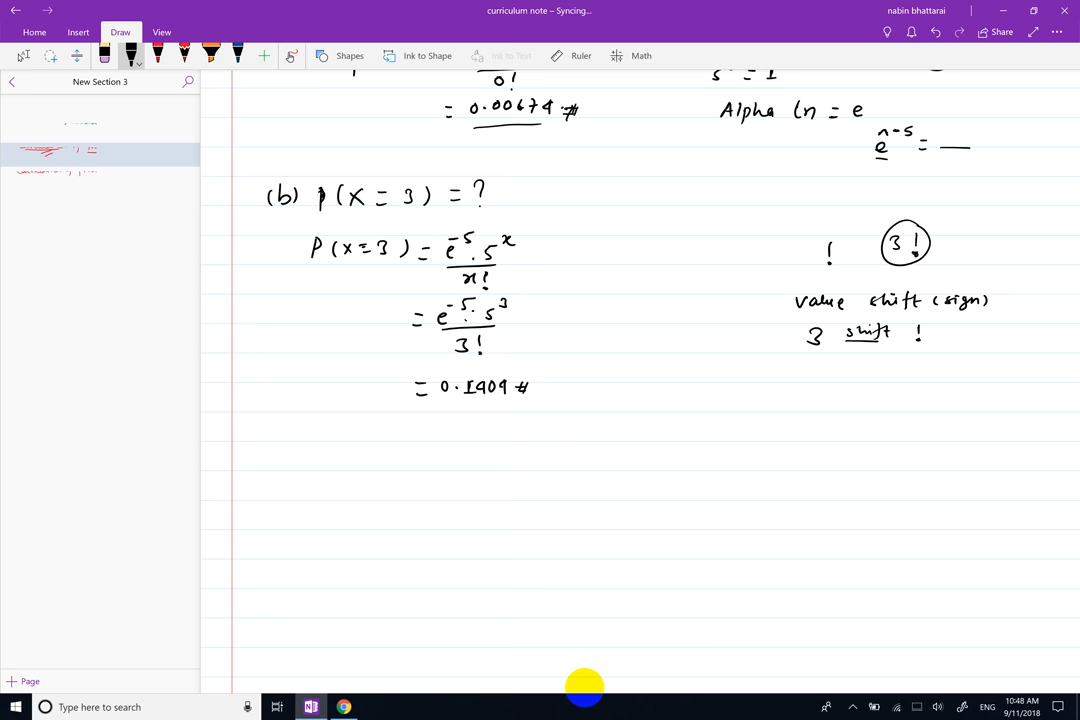 curriculum note – Syncing...
nabin bhattarai
Home Insert Draw View
Share
Shapes Ink to Shape Ink to Text Ruler Math
New Section 3
0!
= 0.00674 #
Alpha ln = e
e^n-5 =
(b) P(X = 3) = ?
P(x=3) = e^-5 . 5^x
x!
= e^-5 . 5^3
3!
= 0.1404 #
! 3!
value shift (sign)
3 shift !
+ Page
Type here to search
ENG
10:48 AM
9/11/2018